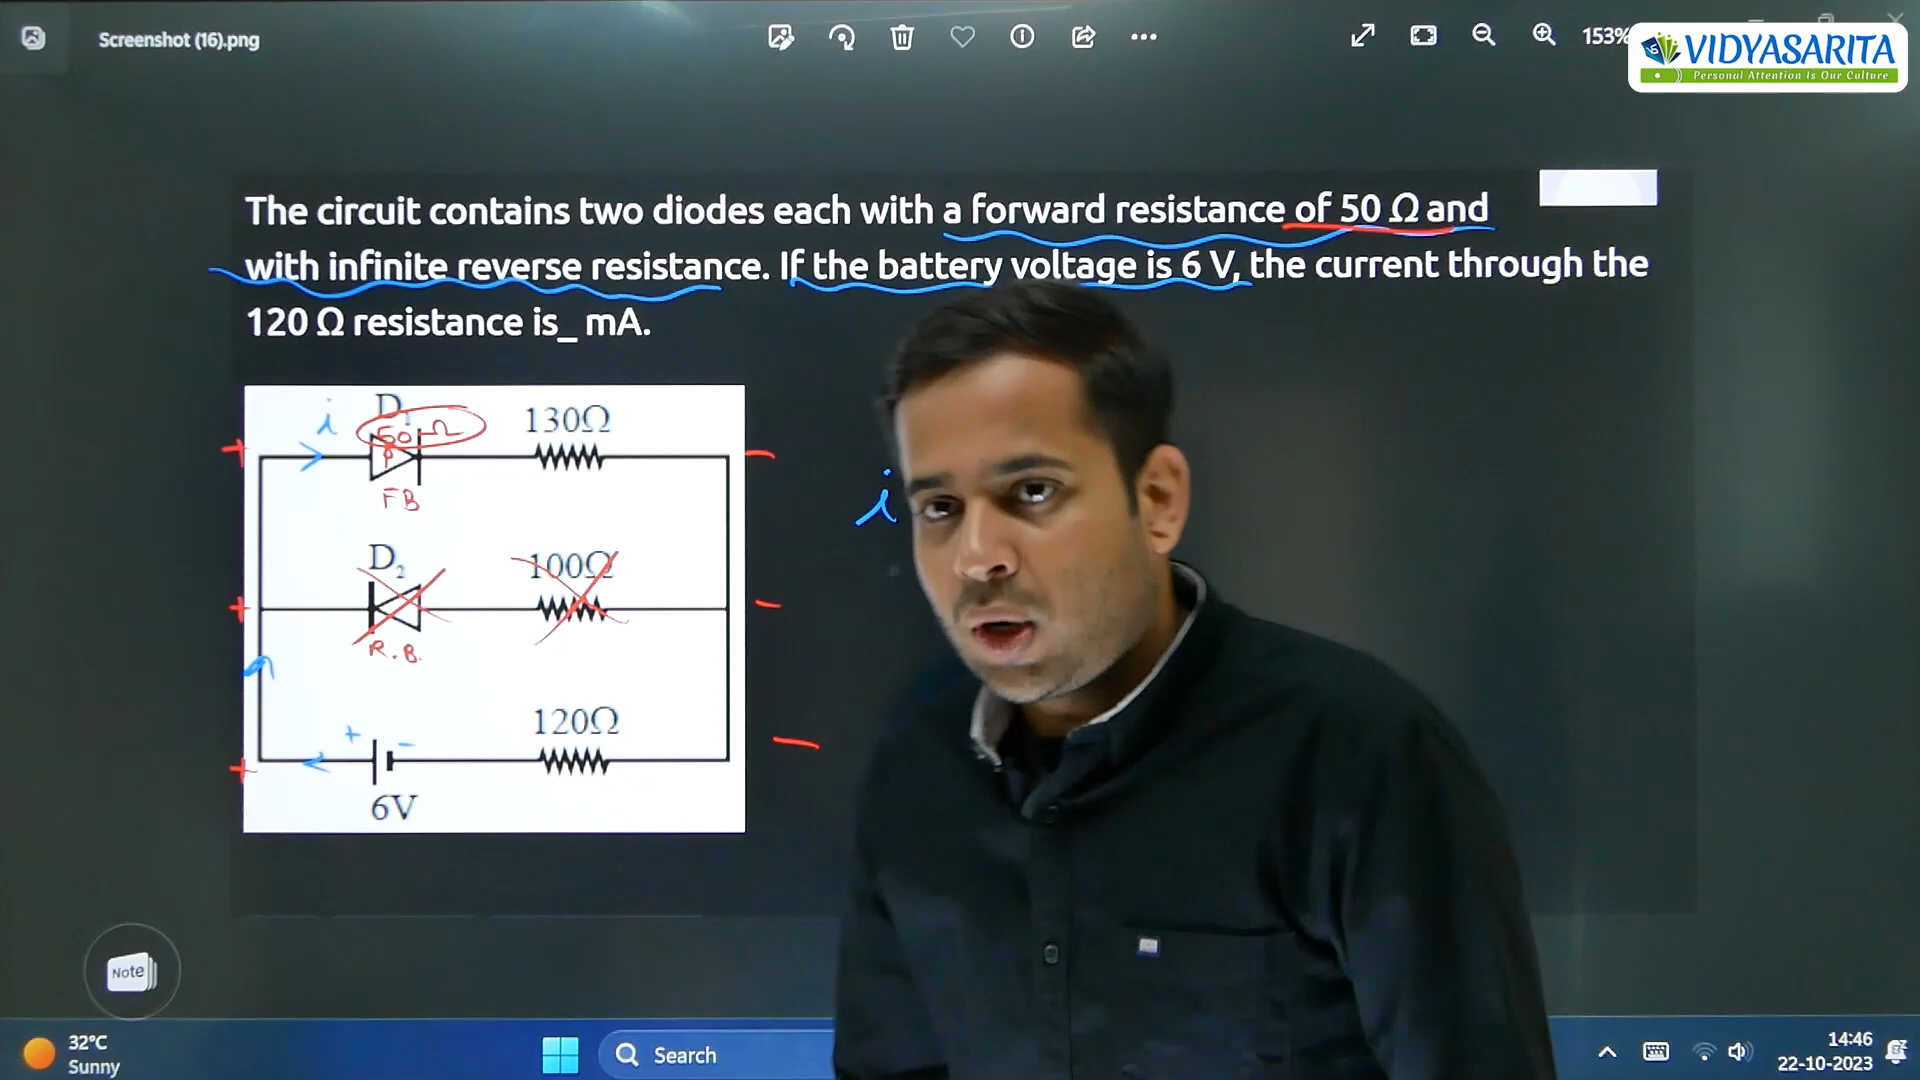 Screenshot (16).png
153%
VIDYASARITA
Personal Attention Is Our Culture
The circuit contains two diodes each with a forward resistance of 50 Ω and
with infinite reverse resistance. If the battery voltage is 6 V, the current through the
120 Ω resistance is_ mA.
i
D1
50 Ω
130Ω
+
-
P
FB
i
D2
100Ω
+
-
R.B.
120Ω
+
-
+
-
6V
Note
32°C
Sunny
Search
14:46
22-10-2023